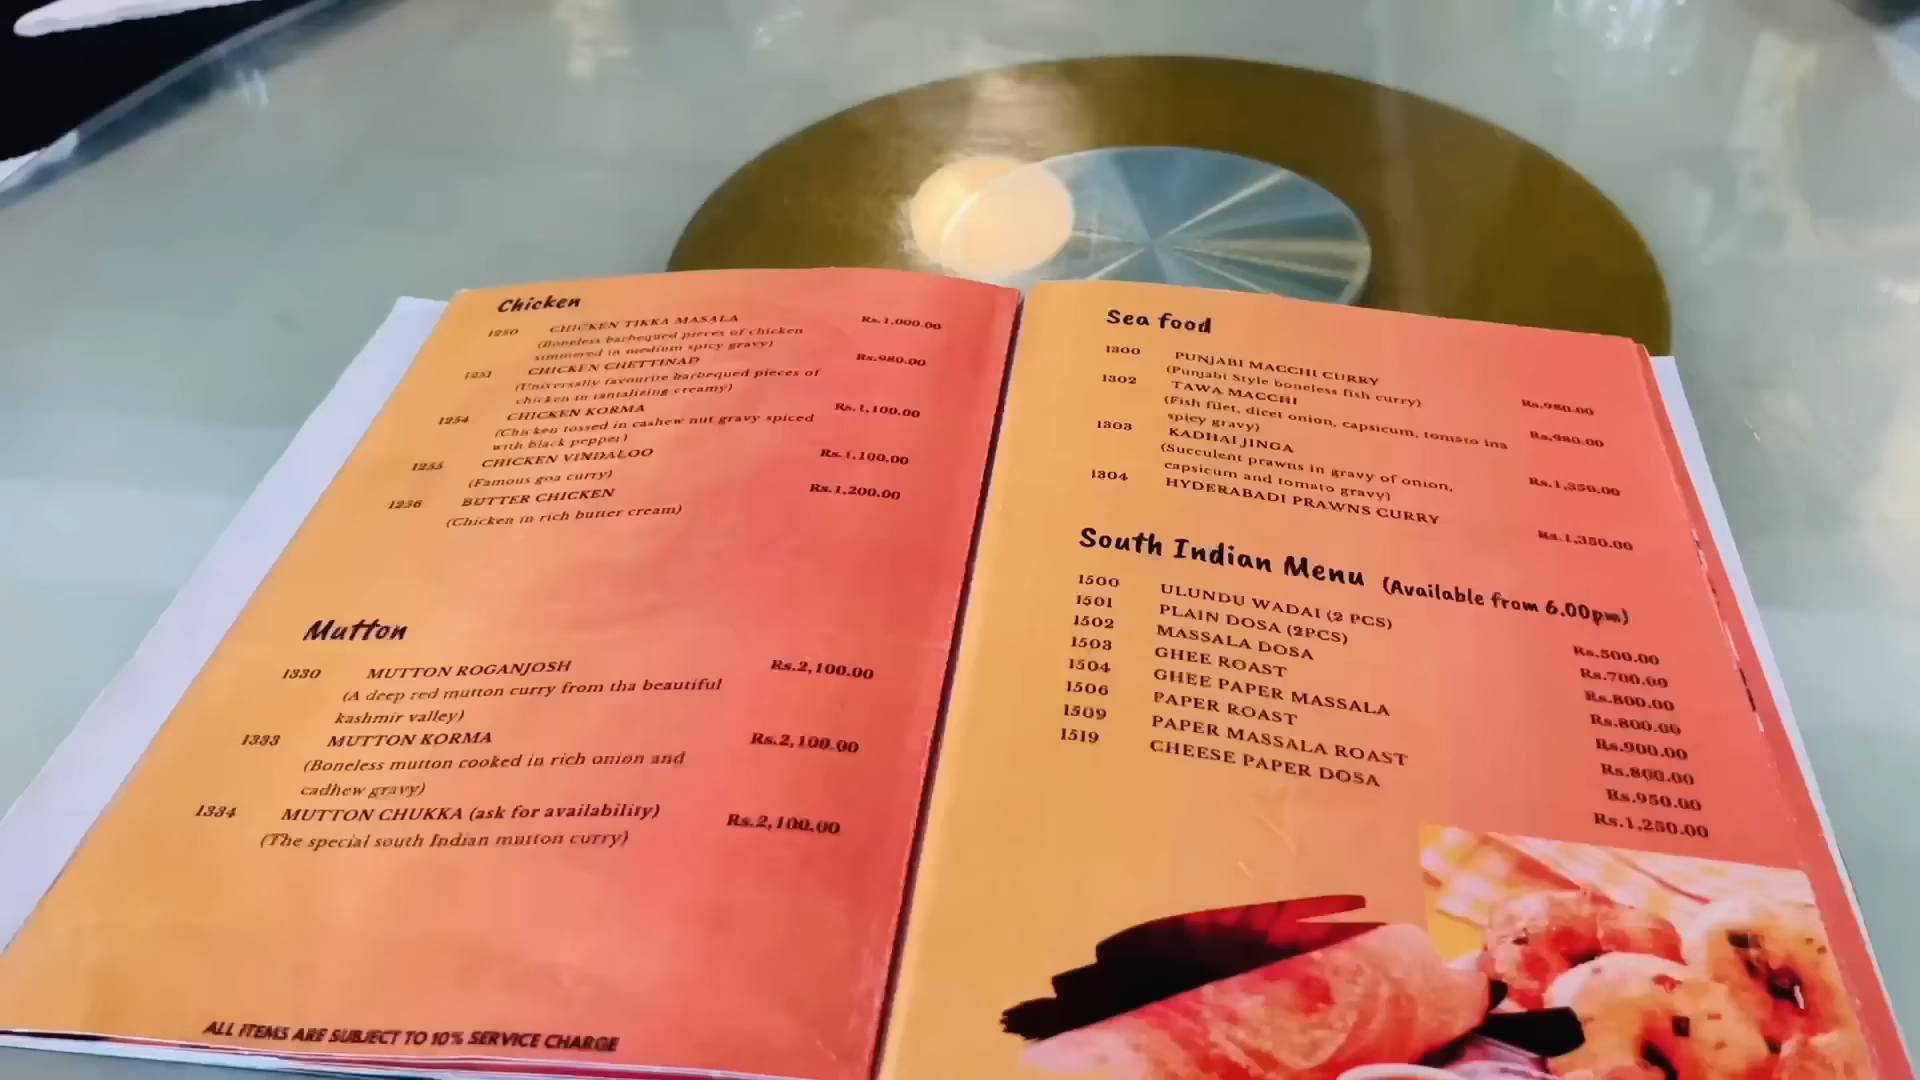 Chicken
1250 CHICKEN TIKKA MASALA Rs.1,000.00
(Boneless barbequed pieces of chicken
simmered in medium spicy gravy)
1251 CHICKEN CHETTINAD Rs.980.00
(Universally favourite barbequed pieces of
chicken in tantalizing creamy)
1254 CHICKEN KORMA Rs.1,100.00
(Chicken tossed in cashew nut gravy spiced
with black pepper)
1255 CHICKEN VINDALOO Rs.1,100.00
(Famous goa curry)
1256 BUTTER CHICKEN Rs.1,200.00
(Chicken in rich butter cream)
Mutton
1330 MUTTON ROGANJOSH Rs.2,100.00
(A deep red mutton curry from tha beautiful
kashmir valley)
1333 MUTTON KORMA Rs.2,100.00
(Boneless mutton cooked in rich onion and
cadhew gravy)
1334 MUTTON CHUKKA (ask for availability) Rs.2,100.00
(The special south Indian mutton curry)
ALL ITEMS ARE SUBJECT TO 10% SERVICE CHARGE
Sea food
1300 PUNJABI MACCHI CURRY Rs.980.00
(Punjabi Style boneless fish curry)
1302 TAWA MACCHI Rs.980.00
(Fish filet, dicet onion, capsicum, tomato ina
spicy gravy)
1303 KADHAI JINGA Rs.1,350.00
(Succulent prawns in gravy of onion,
capsicum and tomato gravy)
1304 HYDERABADI PRAWNS CURRY Rs.1,350.00
South Indian Menu (Available from 6.00pm)
1500 ULUNDU WADAI (2 PCS) Rs.500.00
1501 PLAIN DOSA (2PCS) Rs.700.00
1502 MASSALA DOSA Rs.800.00
1503 GHEE ROAST Rs.800.00
1504 GHEE PAPER MASSALA Rs.900.00
1506 PAPER ROAST Rs.800.00
1509 PAPER MASSALA ROAST Rs.950.00
1519 CHEESE PAPER DOSA Rs.1,250.00